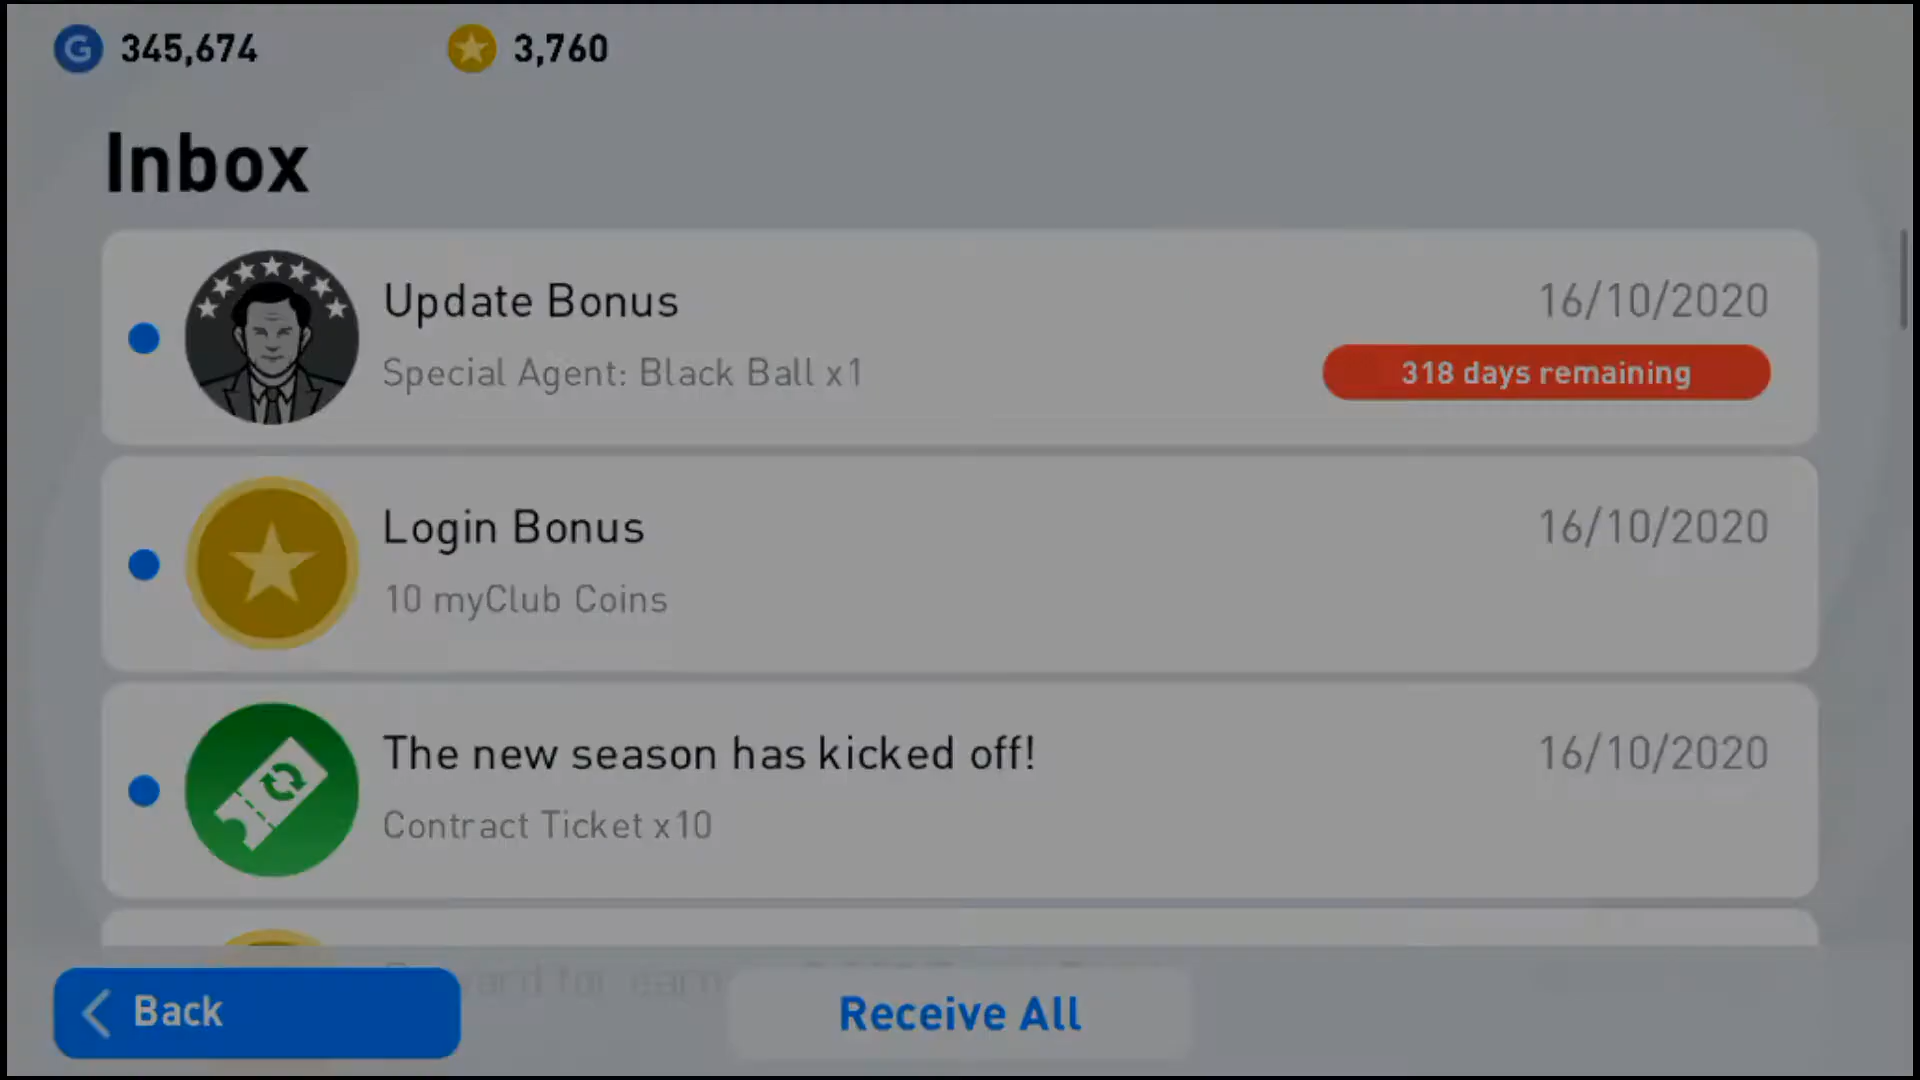 G 345,674 3,760
Inbox
Update Bonus 16/10/2020
Special Agent: Black Ball x1 318 days remaining
Login Bonus 16/10/2020
10 myClub Coins
The new season has kicked off! 16/10/2020
Contract Ticket x10
Back Receive All